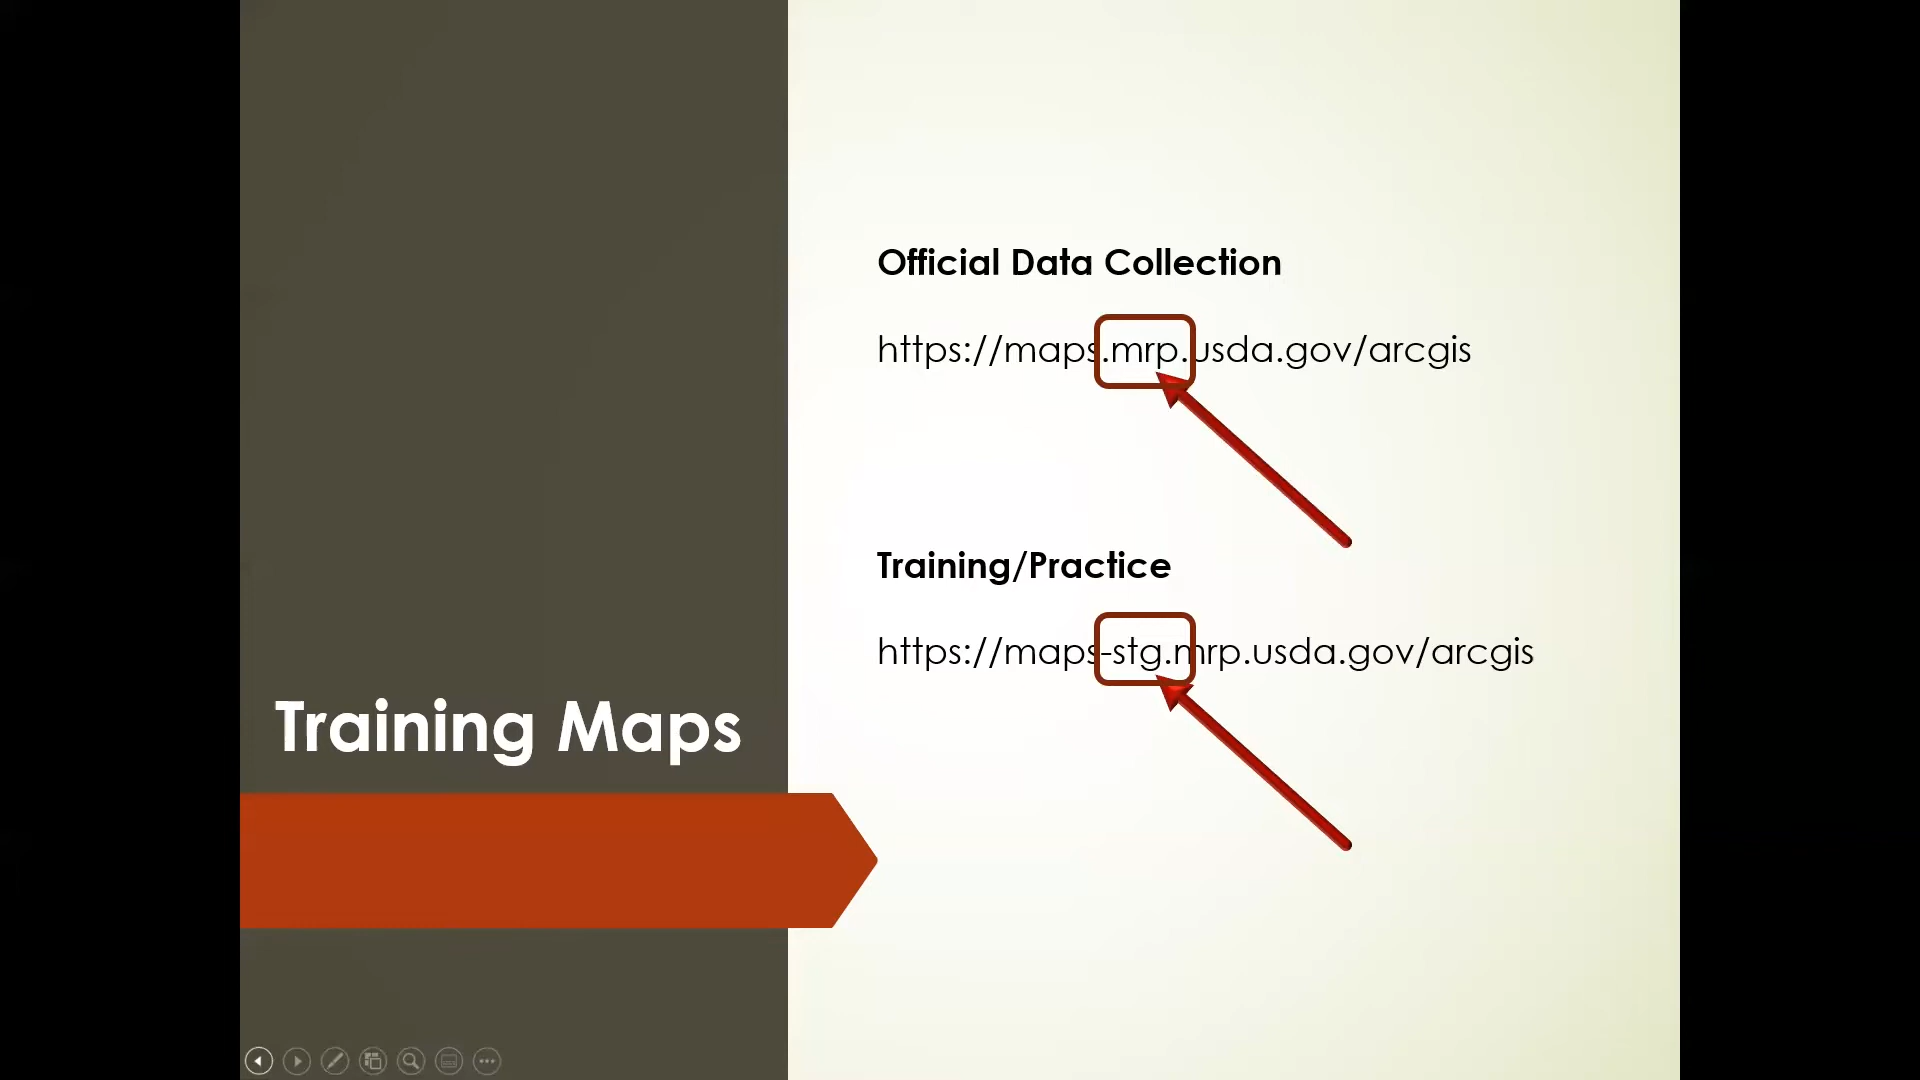 Training Maps
Official Data Collection
https://maps.mrp.usda.gov/arcgis
Training/Practice
https://maps-stg.mrp.usda.gov/arcgis